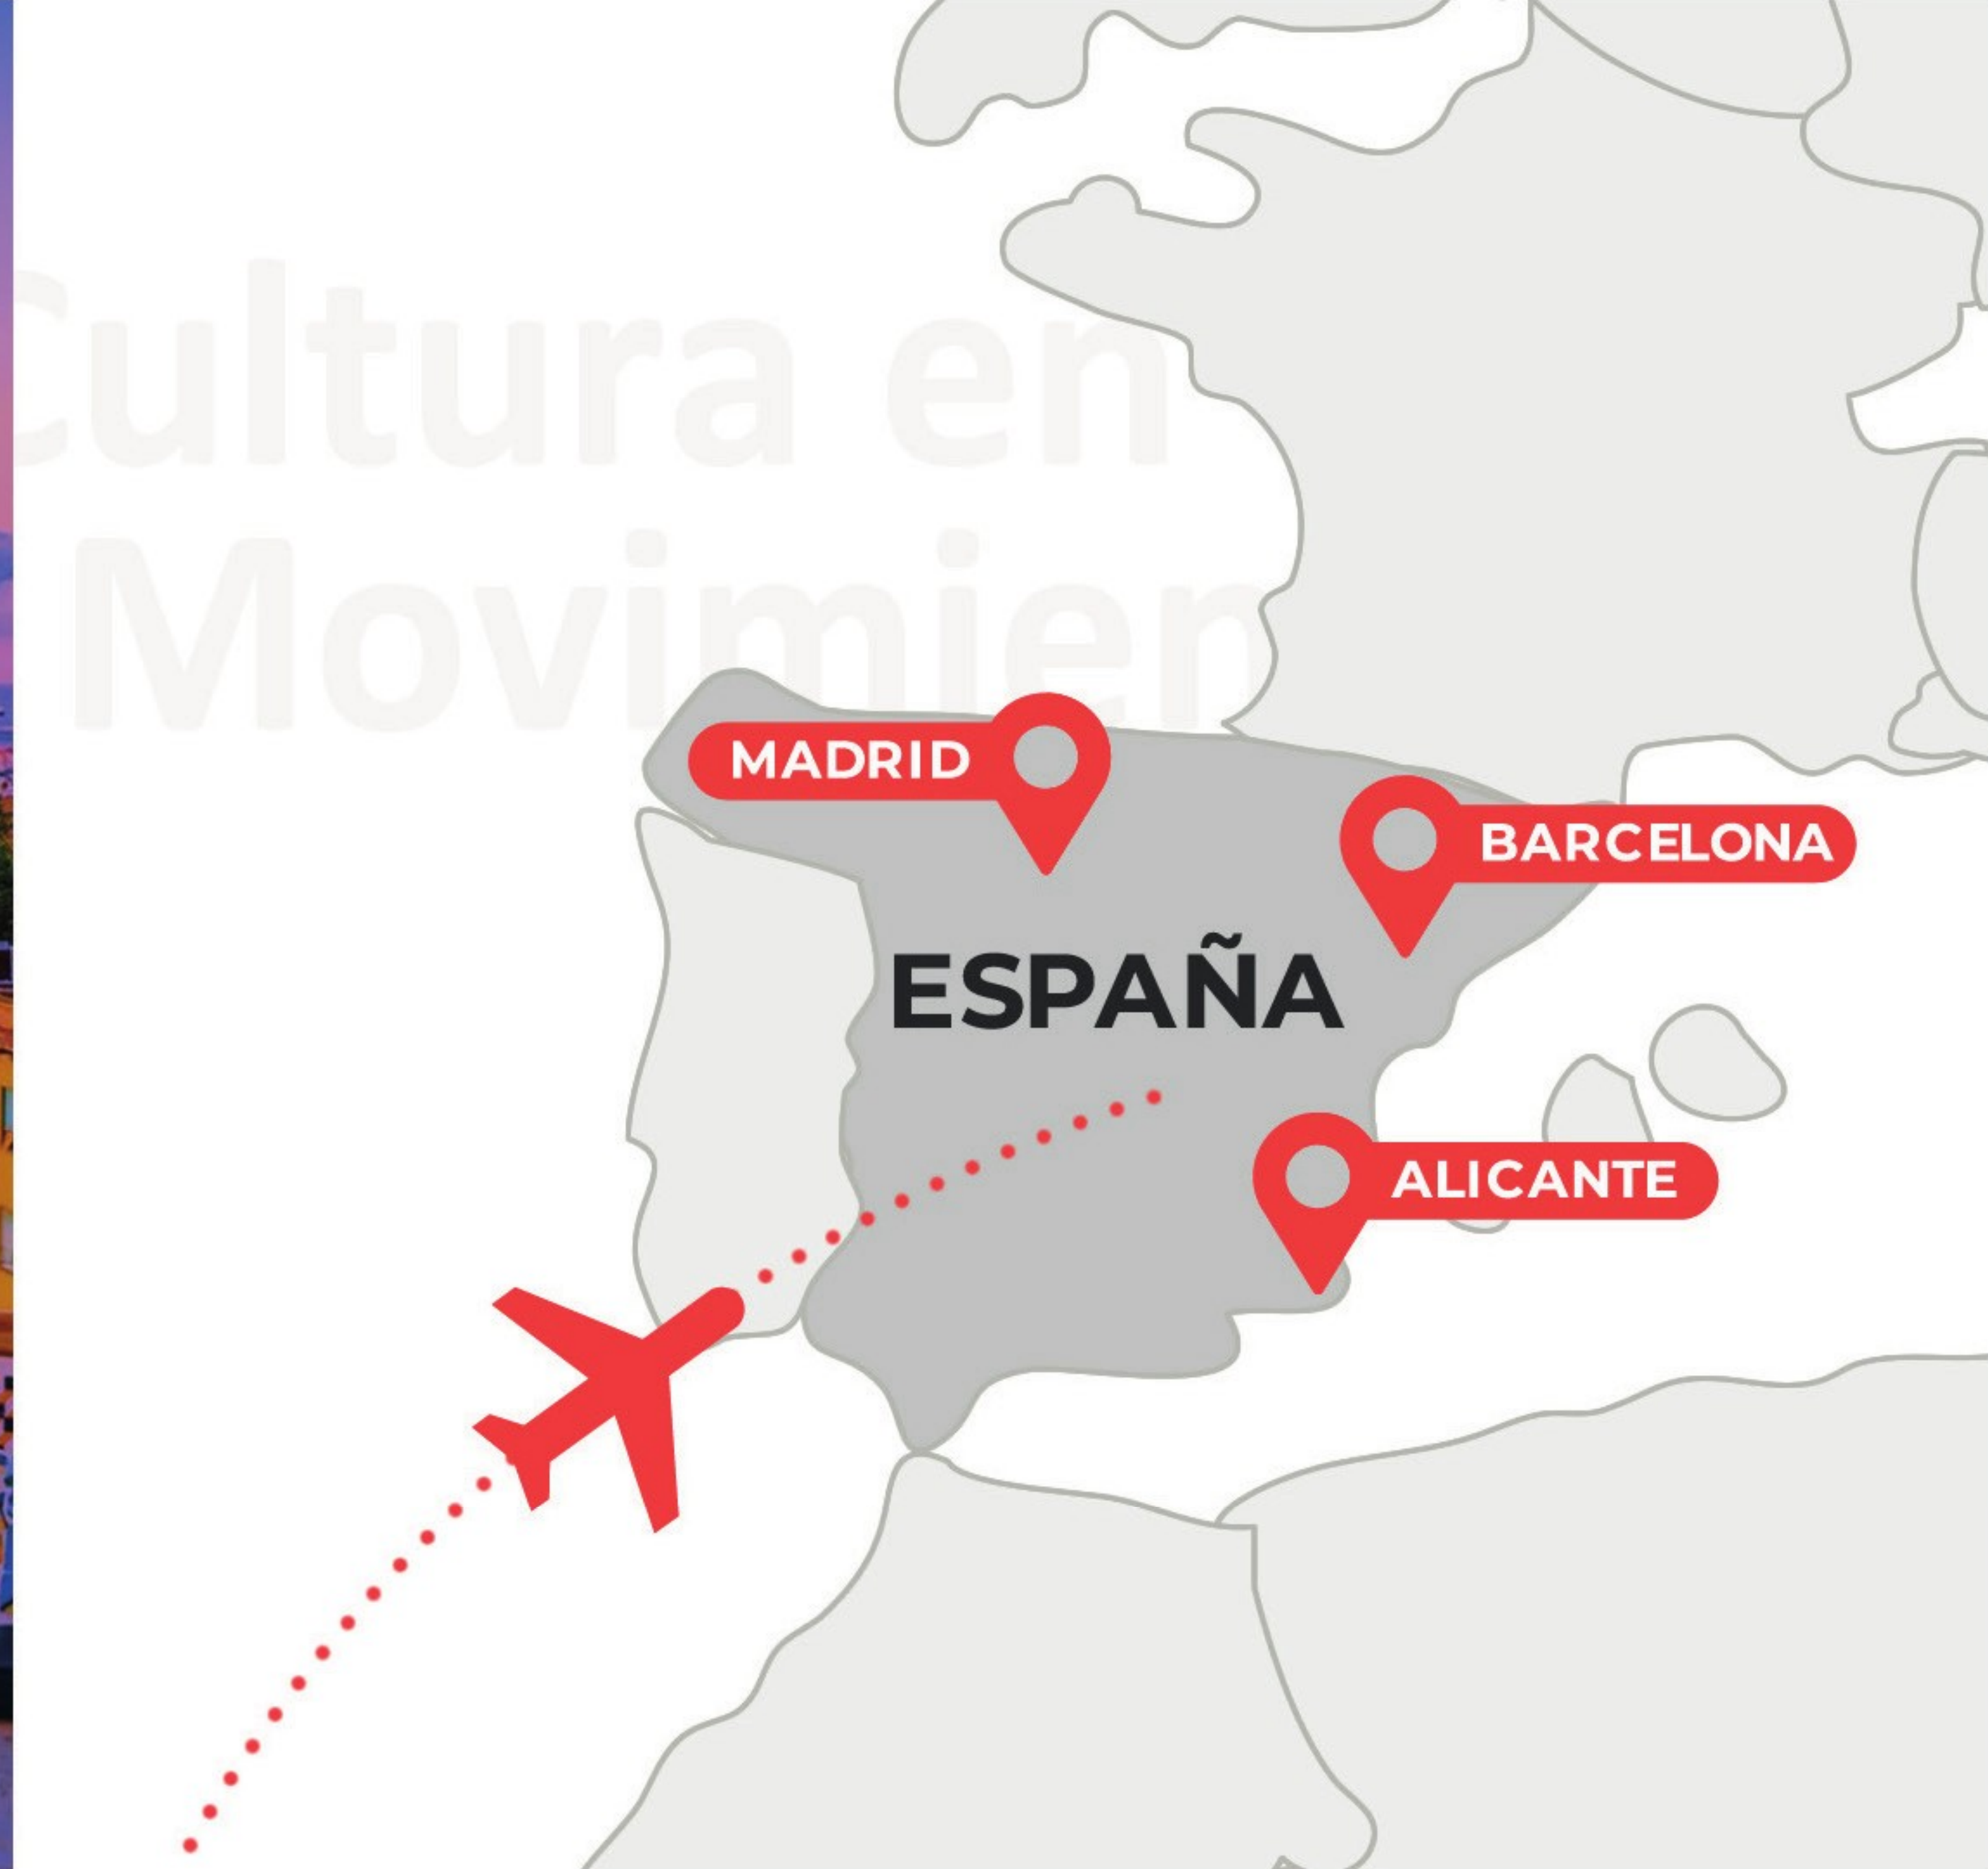 Cultura en
Movimien
MADRID
BARCELONA
ESPAÑA
ALICANTE